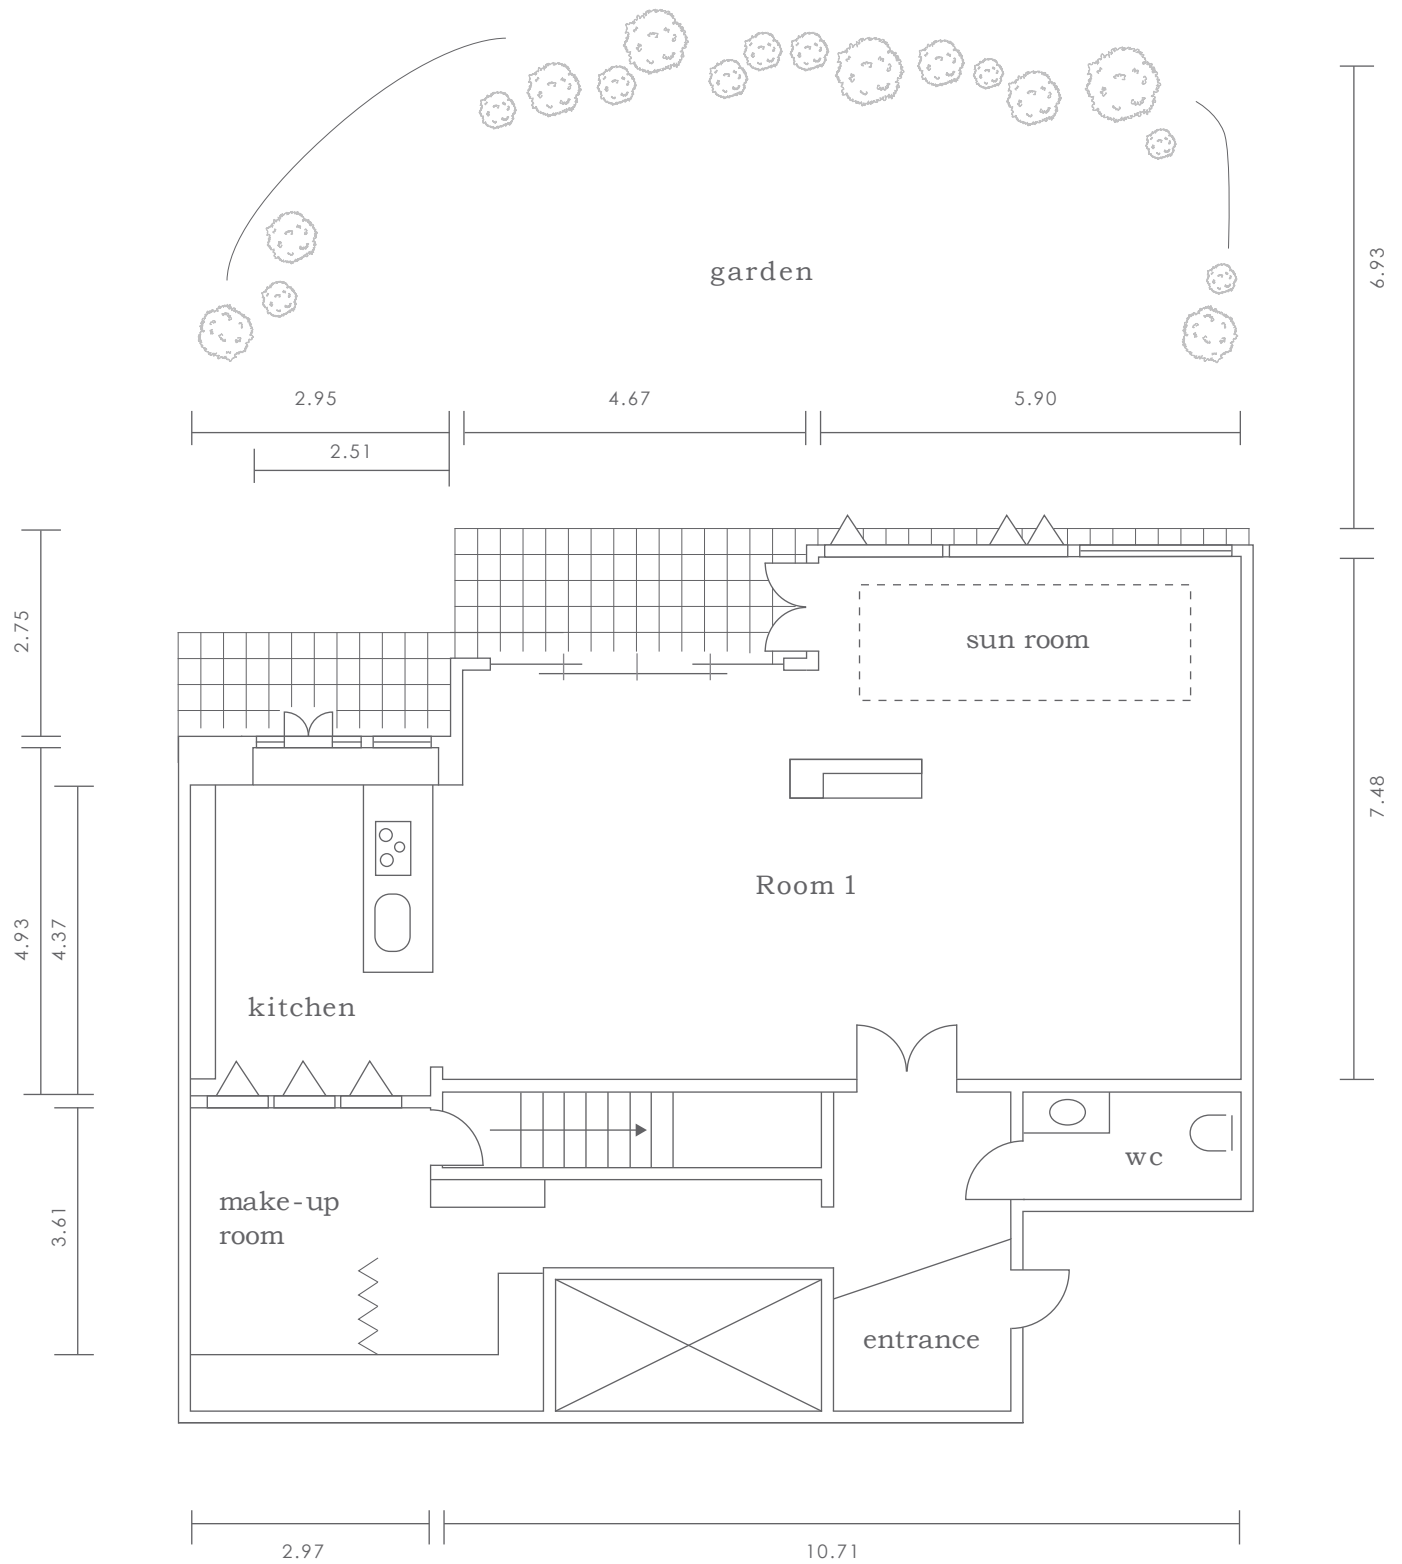 garden
6.93
2.95
4.67
5.90
2.51
2.75
sun room
7.48
Room 1
4.93
4.37
kitchen
wc
make-up
room
3.61
entrance
2.97
10.71